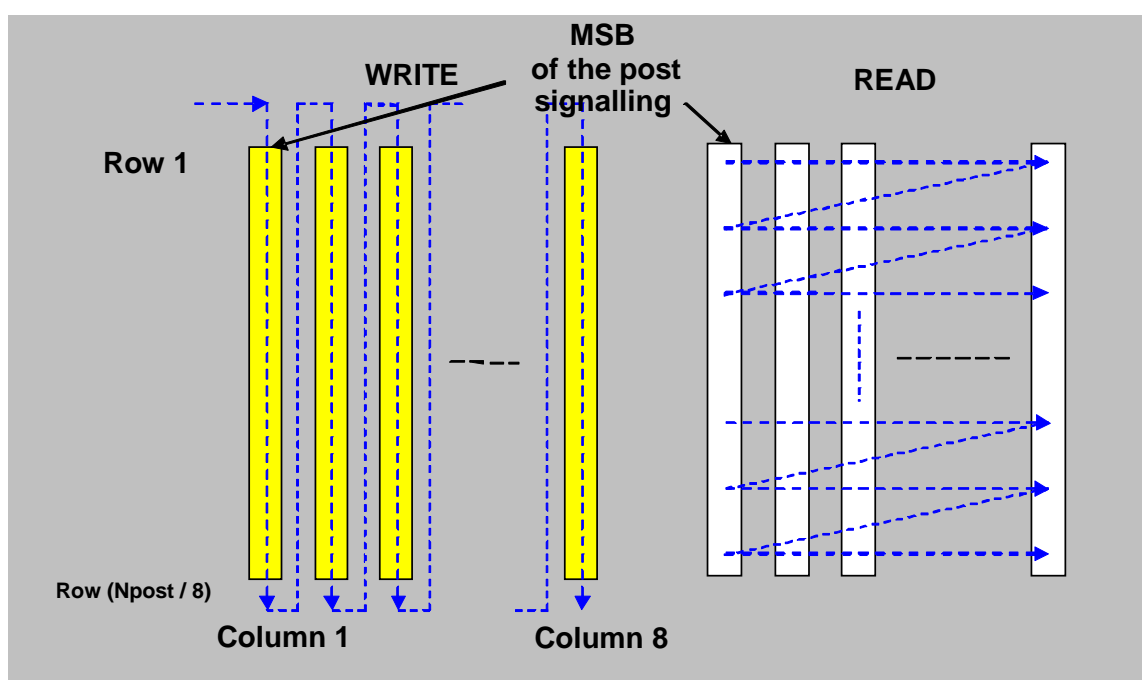 MSB
of the post
signalling
WRITE
READ
Row 1
Row (Npost / 8)
Column 1
Column 8